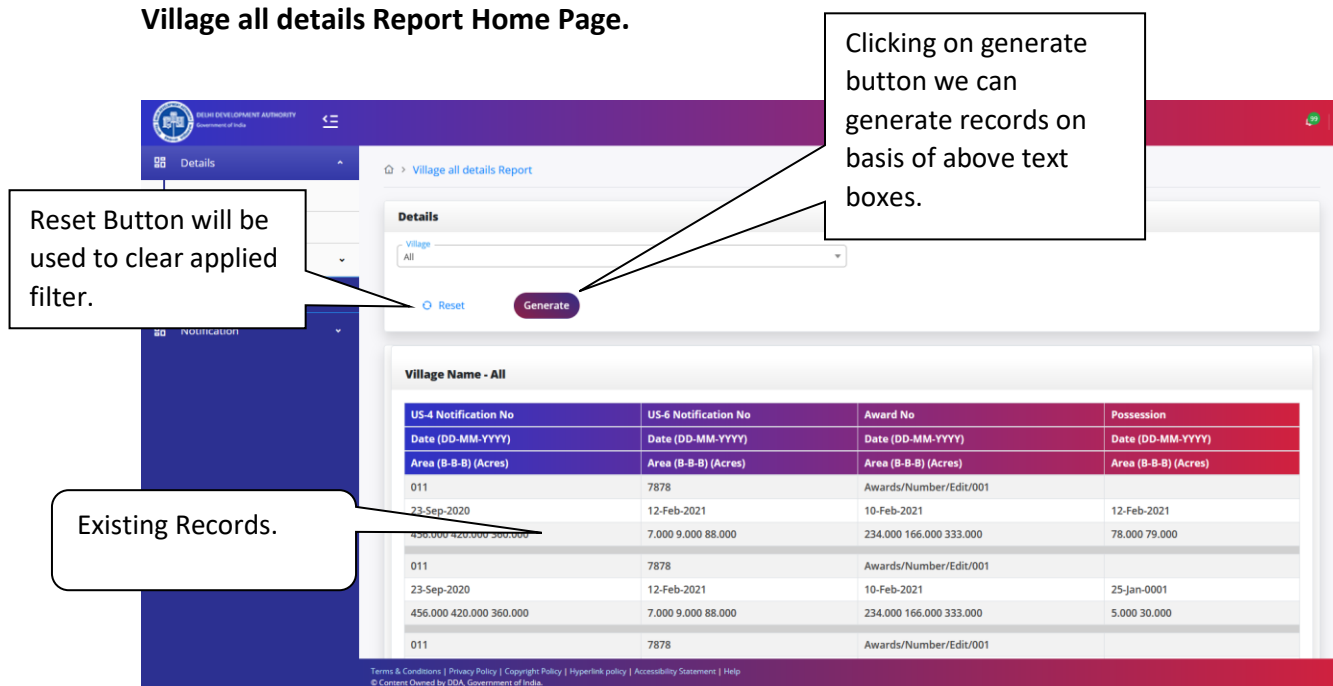 Village all details Report Home Page.
Clicking on generate
button we can
generate records on
basis of above text
boxes.
DELHI DEVELOPMENT AUTHORITY
Government of India
99
Details
> Village all details Report
Reset Button will be
used to clear applied
filter.
Details
Village
All
Reset
Generate
Notification
Village Name - All
US-4 Notification No US-6 Notification No Award No Possession
Date (DD-MM-YYYY) Date (DD-MM-YYYY) Date (DD-MM-YYYY) Date (DD-MM-YYYY)
Area (B-B-B) (Acres) Area (B-B-B) (Acres) Area (B-B-B) (Acres) Area (B-B-B) (Acres)
011 7878 Awards/Number/Edit/001
23-Sep-2020 12-Feb-2021 10-Feb-2021 12-Feb-2021
Existing Records.
456.000 420.000 360.000 7.000 9.000 88.000 234.000 166.000 333.000 78.000 79.000
011 7878 Awards/Number/Edit/001
23-Sep-2020 12-Feb-2021 10-Feb-2021 25-Jan-0001
456.000 420.000 360.000 7.000 9.000 88.000 234.000 166.000 333.000 5.000 30.000
011 7878 Awards/Number/Edit/001
Terms & Conditions | Privacy Policy | Copyright Policy | Hyperlink policy | Accessibility Statement | Help
© Content Owned by DDA, Government of India.